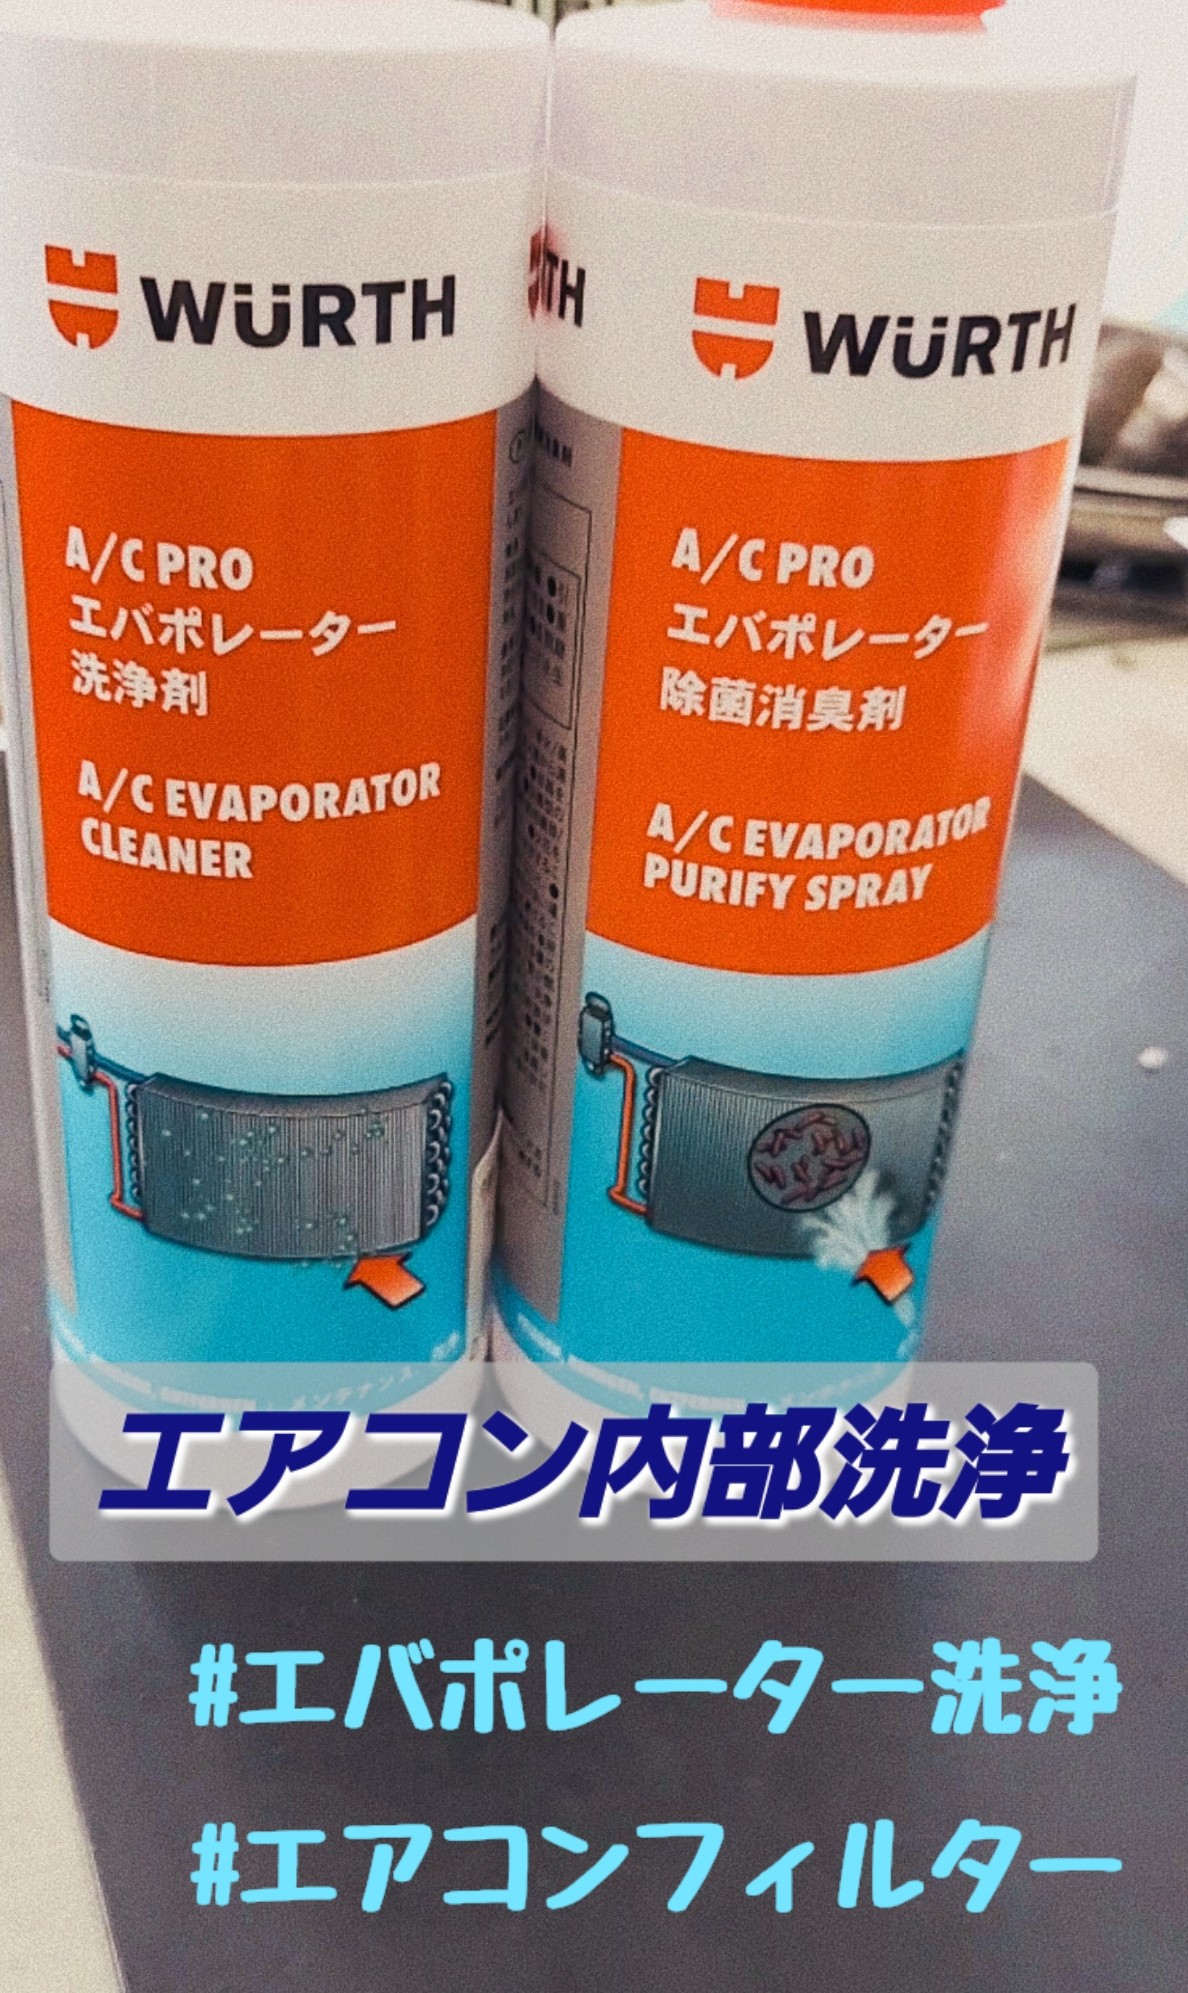 WÜRTH
A/C PRO
エバポレーター
洗浄剤
A/C EVAPORATOR
CLEANER
WÜRTH
A/C PRO
エバポレーター
除菌消臭剤
A/C EVAPORATOR
PURIFY SPRAY
エアコン内部洗浄
#エバポレーター洗浄
#エアコンフィルター